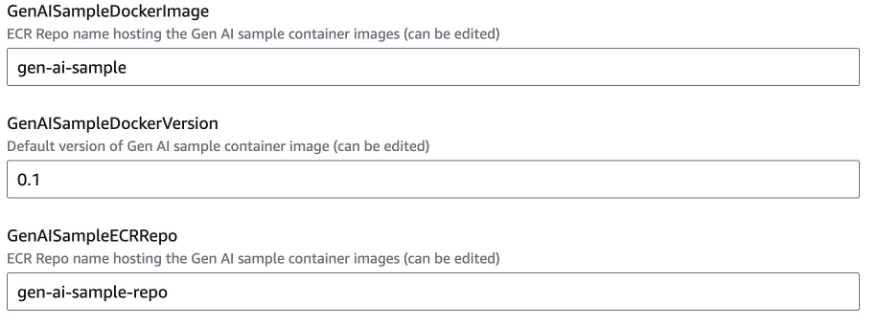 GenAISampleDockerImage
ECR Repo name hosting the Gen AI sample container images (can be edited)
gen-ai-sample
GenAISampleDockerVersion
Default version of Gen AI sample container image (can be edited)
0.1
GenAISampleECRRepo
ECR Repo name hosting the Gen AI sample container images (can be edited)
gen-ai-sample-repo